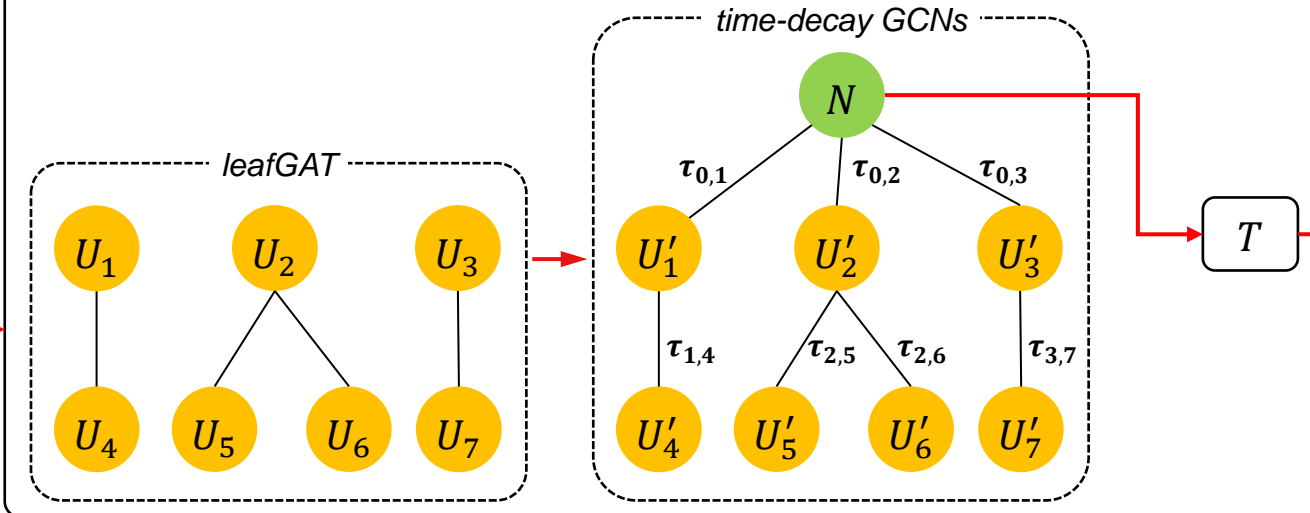 time-decay GCNs
N
leafGAT
τ0,1 τ0,2 τ0,3
U1 U2 U3 U′1 U′2 U′3 T
τ1,4 τ2,5 τ2,6 τ3,7
U4 U5 U6 U7 U′4 U′5 U′6 U′7